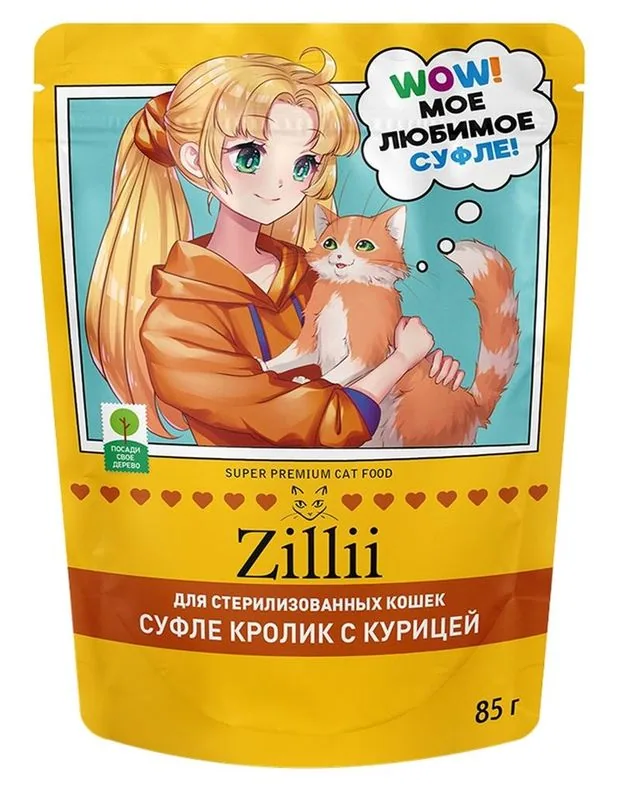 WOW!
МОЕ
ЛЮБИМОЕ
СУФЛЕ!
ПОСАДИ
СВОЕ
ДЕРЕВО
SUPER PREMIUM CAT FOOD
Zillii
ДЛЯ СТЕРИЛИЗОВАННЫХ КОШЕК
СУФЛЕ КРОЛИК С КУРИЦЕЙ
85 г